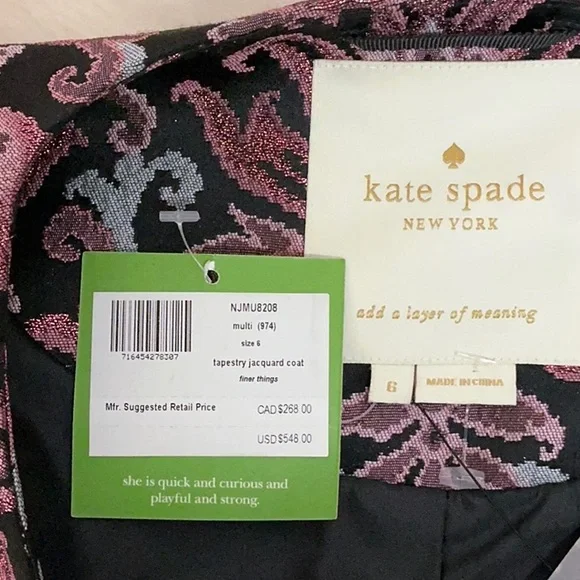 kate spade
NEW YORK
add a layer of meaning
6
MADE IN CHINA
NJMU8208
multi (974)
size 6
716454278307
tapestry jacquard coat
finer things
Mfr. Suggested Retail Price
CAD$268.00
USD$548.00
she is quick and curious and
playful and strong.